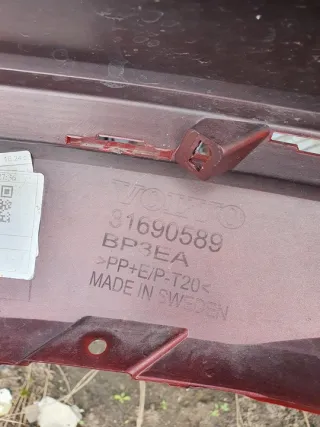 VOLVO
31690589
BP3EA
>PP+E/P-T20<
MADE IN SWEDEN